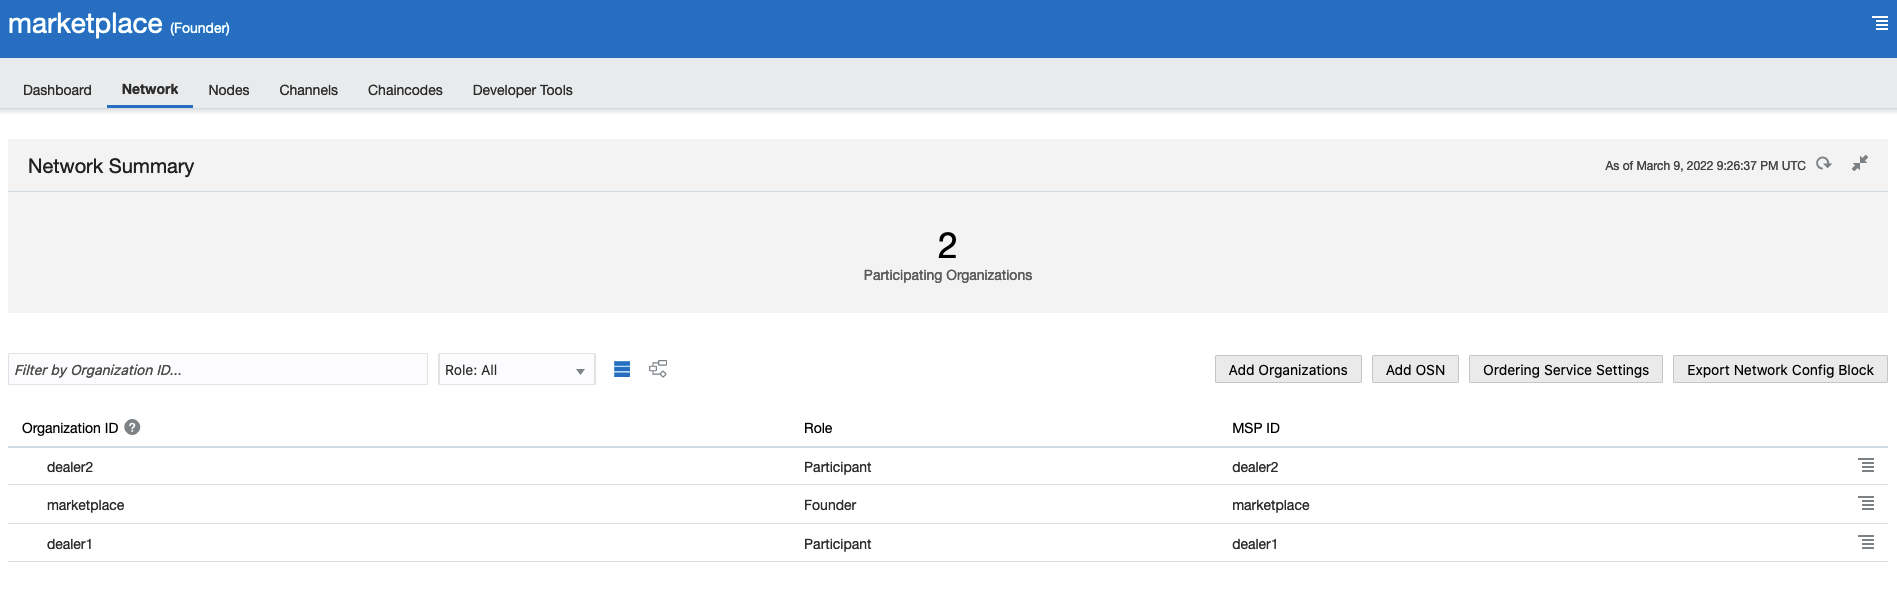 marketplace (Founder)
Dashboard Network Nodes Channels Chaincodes Developer Tools
Network Summary As of March 9, 2022 9:26:37 PM UTC
2
Participating Organizations
Filter by Organization ID... Role: All Add Organizations Add OSN Ordering Service Settings Export Network Config Block
Organization ID ? Role MSP ID
dealer2 Participant dealer2
marketplace Founder marketplace
dealer1 Participant dealer1